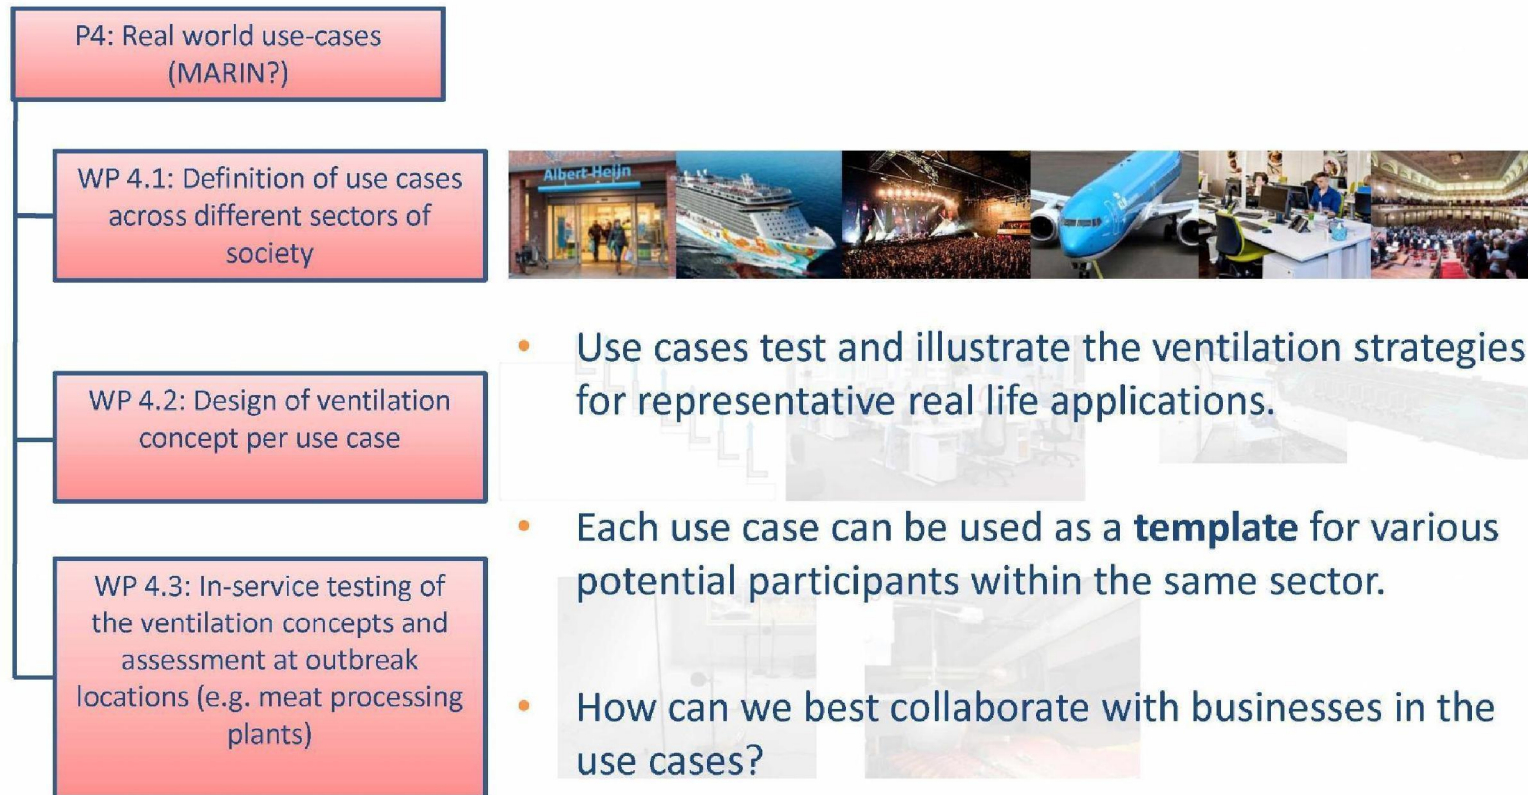 P4: Real world use-cases
(MARIN?)
WP 4.1: Definition of use cases
across different sectors of
society
Albert Heijn
WP 4.2: Design of ventilation
concept per use case
WP 4.3: In-service testing of
the ventilation concepts and
assessment at outbreak
locations (e.g. meat processing
plants)
• Use cases test and illustrate the ventilation strategies
for representative real life applications.
• Each use case can be used as a template for various
potential participants within the same sector.
• How can we best collaborate with businesses in the
use cases?